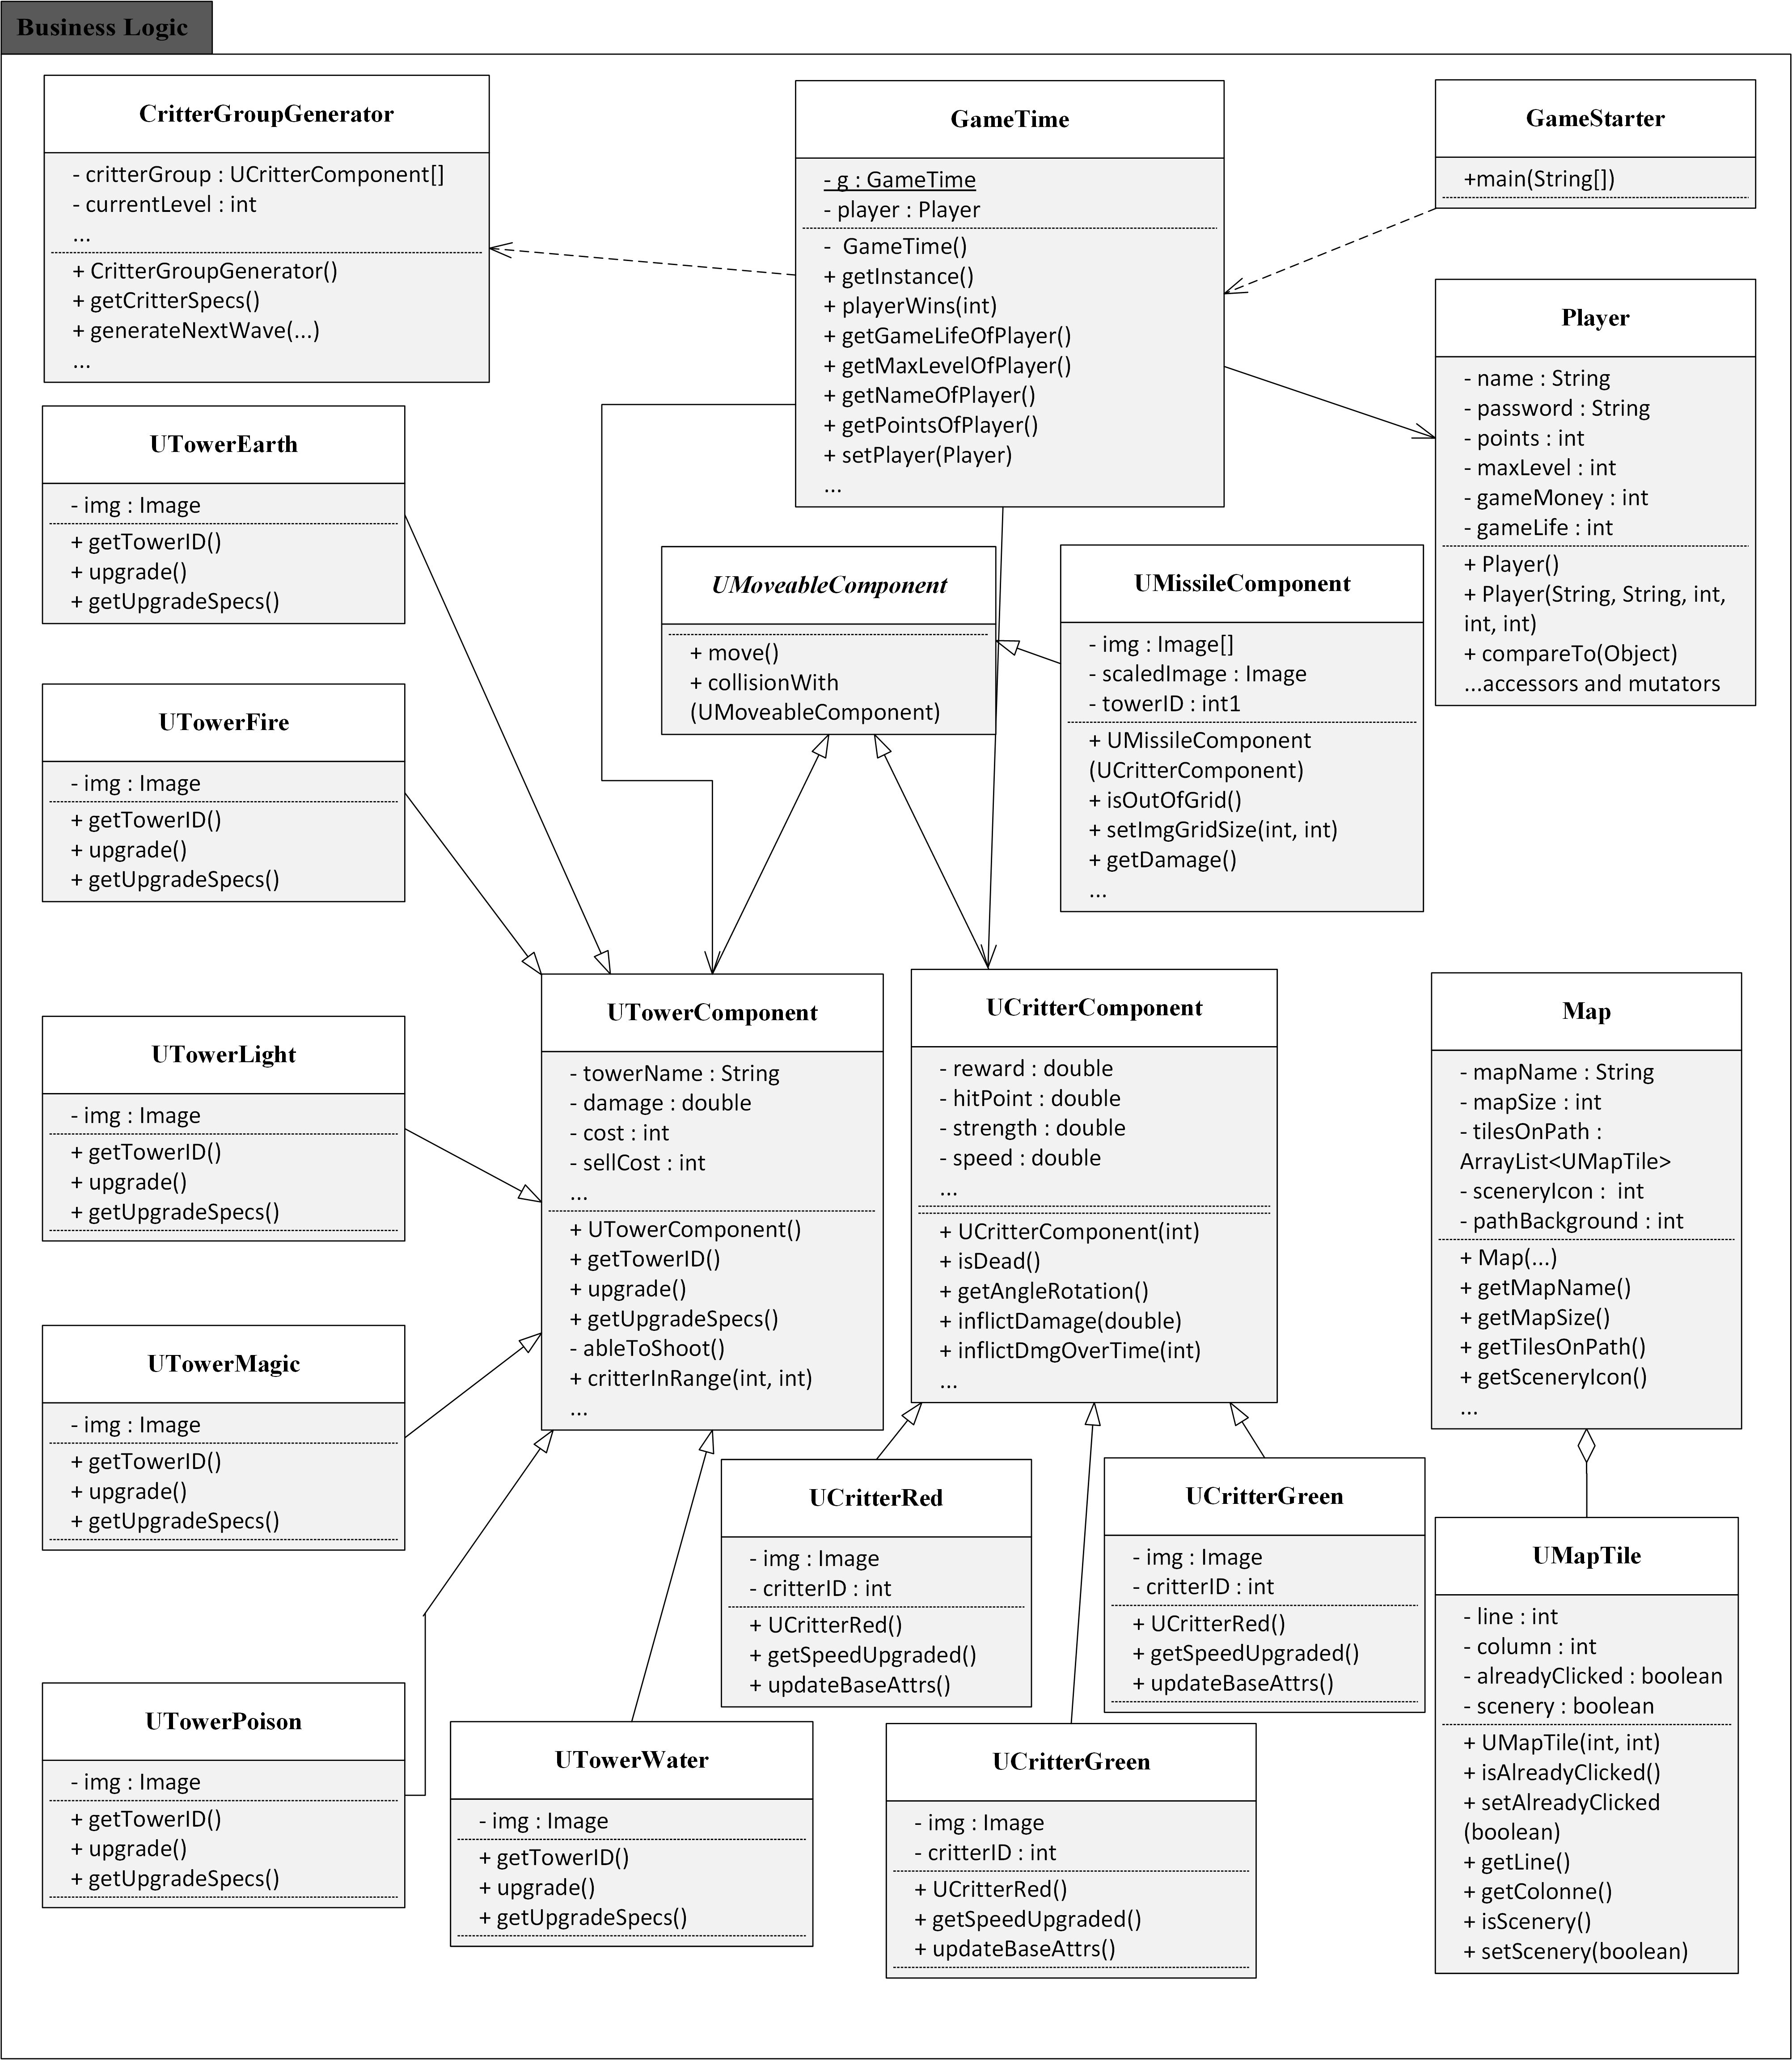 Business Logic
CritterGroupGenerator
- critterGroup : UCritterComponent[]
- currentLevel : int
...
+ CritterGroupGenerator()
+ getCritterSpecs()
+ generateNextWave(...)
...
GameTime
- g : GameTime
- player : Player
- GameTime()
+ getInstance()
+ playerWins(int)
+ getGameLifeOfPlayer()
+ getMaxLevelOfPlayer()
+ getNameOfPlayer()
+ getPointsOfPlayer()
+ setPlayer(Player)
...
GameStarter
+main(String[])
Player
- name : String
- password : String
- points : int
- maxLevel : int
- gameMoney : int
- gameLife : int
+ Player()
+ Player(String, String, int,
int, int)
+ compareTo(Object)
...accessors and mutators
UTowerEarth
- img : Image
+ getTowerID()
+ upgrade()
+ getUpgradeSpecs()
UMoveableComponent
+ move()
+ collisionWith
(UMoveableComponent)
UMissileComponent
- img : Image[]
- scaledImage : Image
- towerID : int1
+ UMissileComponent
(UCritterComponent)
+ isOutOfGrid()
+ setImgGridSize(int, int)
+ getDamage()
...
UTowerFire
- img : Image
+ getTowerID()
+ upgrade()
+ getUpgradeSpecs()
UTowerLight
- img : Image
+ getTowerID()
+ upgrade()
+ getUpgradeSpecs()
UTowerComponent
- towerName : String
- damage : double
- cost : int
- sellCost : int
...
+ UTowerComponent()
+ getTowerID()
+ upgrade()
+ getUpgradeSpecs()
- ableToShoot()
+ critterInRange(int, int)
...
UCritterComponent
- reward : double
- hitPoint : double
- strength : double
- speed : double
...
+ UCritterComponent(int)
+ isDead()
+ getAngleRotation()
+ inflictDamage(double)
+ inflictDmgOverTime(int)
...
Map
- mapName : String
- mapSize : int
- tilesOnPath :
ArrayList<UMapTile>
- sceneryIcon : int
- pathBackground : int
+ Map(...)
+ getMapName()
+ getMapSize()
+ getTilesOnPath()
+ getSceneryIcon()
...
UTowerMagic
- img : Image
+ getTowerID()
+ upgrade()
+ getUpgradeSpecs()
UCritterRed
- img : Image
- critterID : int
+ UCritterRed()
+ getSpeedUpgraded()
+ updateBaseAttrs()
UCritterGreen
- img : Image
- critterID : int
+ UCritterRed()
+ getSpeedUpgraded()
+ updateBaseAttrs()
UMapTile
- line : int
- column : int
- alreadyClicked : boolean
- scenery : boolean
+ UMapTile(int, int)
+ isAlreadyClicked()
+ setAlreadyClicked
(boolean)
+ getLine()
+ getColonne()
+ isScenery()
+ setScenery(boolean)
UTowerPoison
- img : Image
+ getTowerID()
+ upgrade()
+ getUpgradeSpecs()
UTowerWater
- img : Image
+ getTowerID()
+ upgrade()
+ getUpgradeSpecs()
UCritterGreen
- img : Image
- critterID : int
+ UCritterRed()
+ getSpeedUpgraded()
+ updateBaseAttrs()